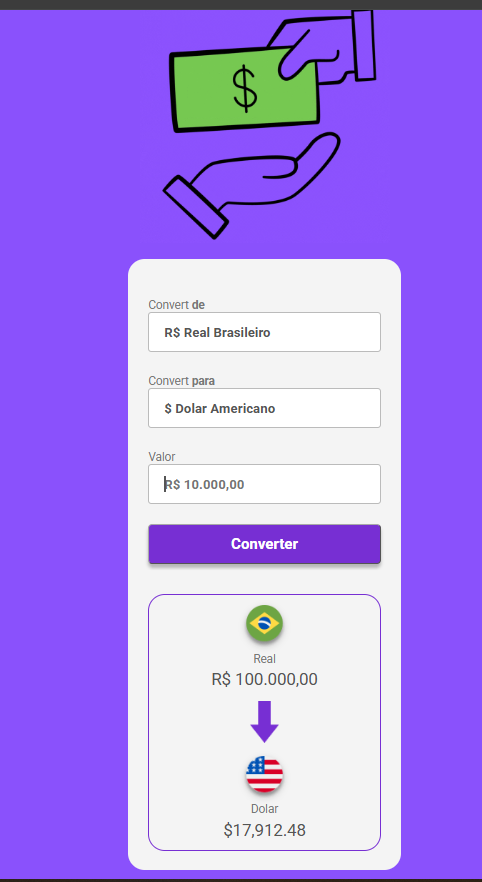 $
Convert de
R$ Real Brasileiro
Convert para
$ Dolar Americano
Valor
R$ 10.000,00
Converter
Real
R$ 100.000,00
Dolar
$17,912.48